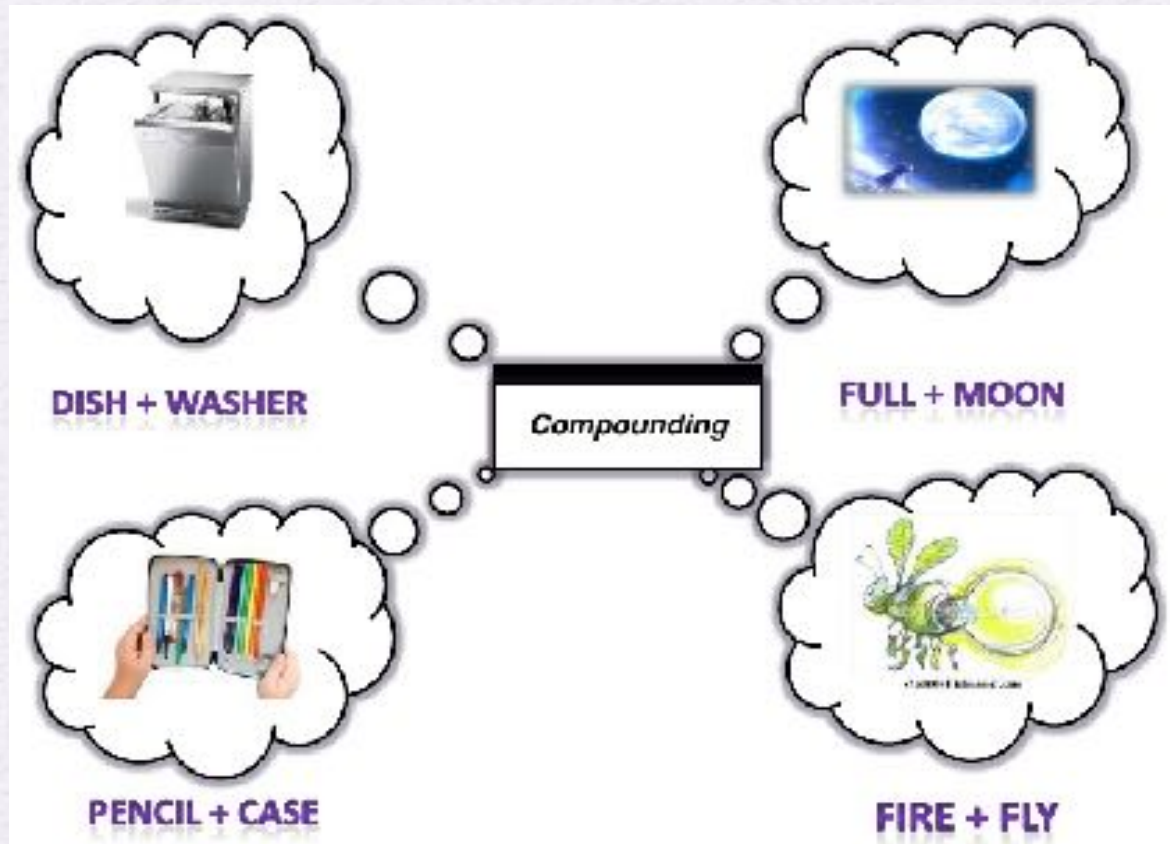 DISH + WASHER
FULL + MOON
Compounding
PENCIL + CASE
FIRE + FLY